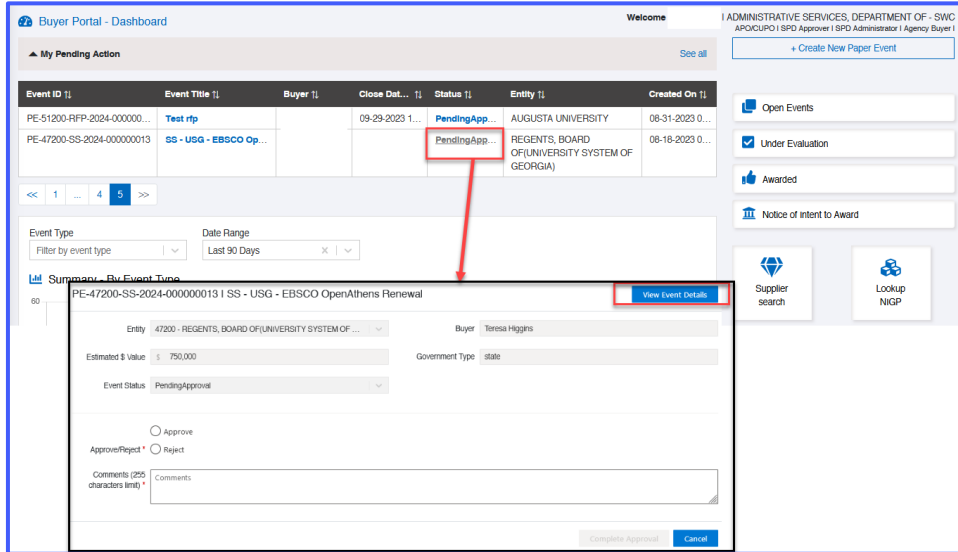 Buyer Portal - Dashboard
Welcome
I ADMINISTRATIVE SERVICES, DEPARTMENT OF - SWC
APO/CUPO I SPD Approver I SPD Administrator I Agency Buyer I
My Pending Action
See all
+ Create New Paper Event
Event ID Event Title Buyer Close Dat... Status Entity Created On
PE-51200-RFP-2024-000000... Test rfp 09-29-2023 1... PendingApp... AUGUSTA UNIVERSITY 08-31-2023 0...
PE-47200-SS-2024-000000013 SS - USG - EBSCO Op... PendingApp... REGENTS, BOARD 08-16-2023 0...
OF(UNIVERSITY SYSTEM OF
GEORGIA)
<< 1 ... 4 5 >>
Open Events
Under Evaluation
Awarded
Notice of Intent to Award
Event Type Date Range
Filter by event type Last 90 Days X
Summary - By Event Type
60
Supplier
search
Lookup
NIGP
PE-47200-SS-2024-000000013 I SS - USG - EBSCO OpenAthens Renewal
View Event Details
Entity 47200 - REGENTS, BOARD OF(UNIVERSITY SYSTEM OF ... Buyer Teresa Higgins
Estimated $ Value $ 750,000 Government Type state
Event Status PendingApproval
Approve
Approve/Reject * Reject
Comments (255
characters limit) * Comments
Complete Approval Cancel